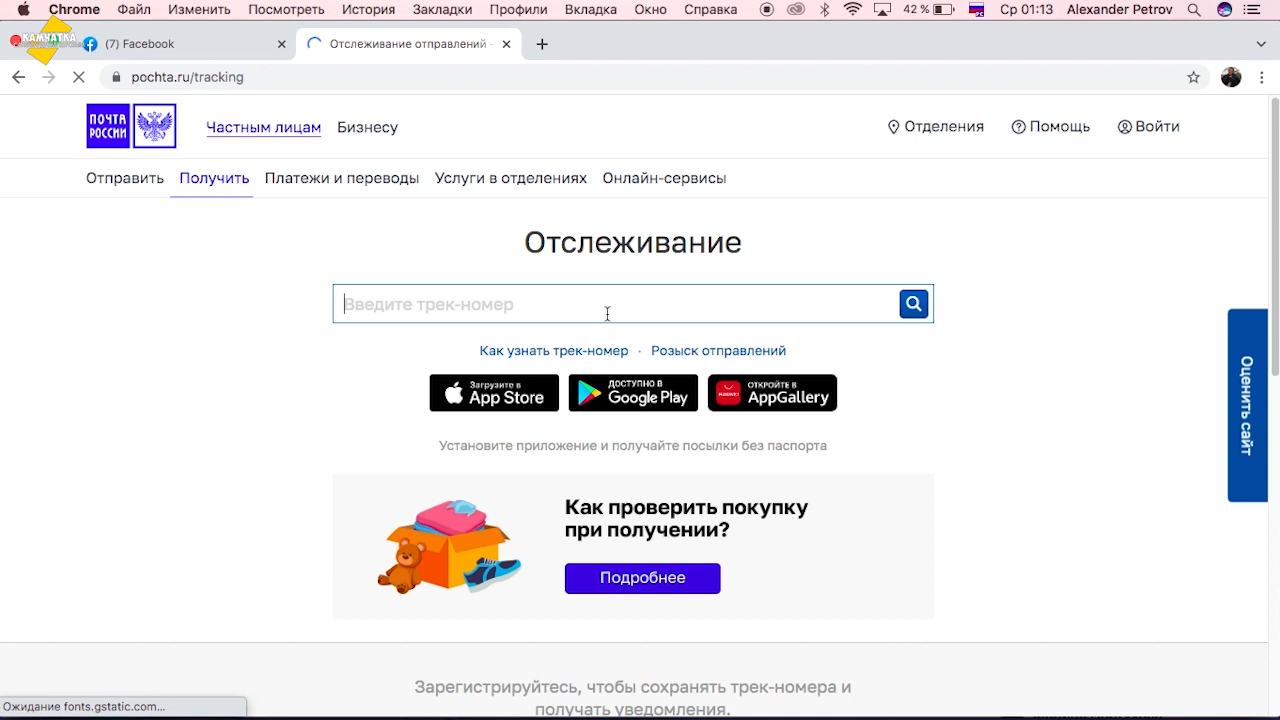 Chrome Файл Изменить Посмотреть История Закладки Профили Вкладка Окно Справка 42 % Ср 01:13 Alexander Petrov
КАМЧАТКА
(7) Facebook
Отслеживание отправлений -
pochta.ru/tracking
ПОЧТА
РОССИИ
Частным лицам Бизнесу
Отделения Помощь Войти
Отправить Получить Платежи и переводы Услуги в отделениях Онлайн-сервисы
Отслеживание
Введите трек-номер
Как узнать трек-номер · Розыск отправлений
Загрузите в
App Store
ДОСТУПНО В
Google Play
ОТКРОЙТЕ В
AppGallery
HUAWEI
Установите приложение и получайте посылки без паспорта
Оценить сайт
Как проверить покупку
при получении?
Подробнее
Зарегистрируйтесь, чтобы сохранять трек-номера и
получать уведомления.
Ожидание fonts.gstatic.com...